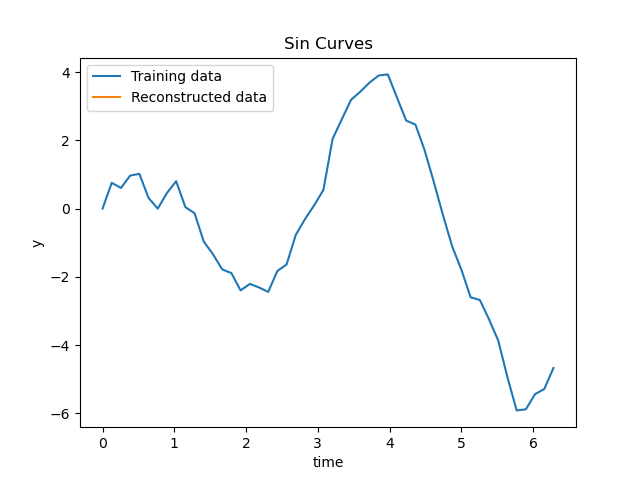 Sin Curves
Training data
Reconstructed data
4
2
0
−2
−4
−6
y
0 1 2 3 4 5 6
time